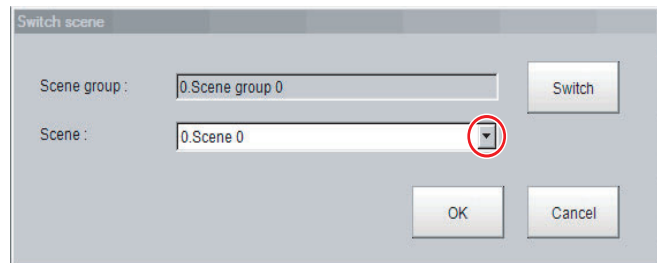 Switch scene
Scene group : 0.Scene group 0 Switch
Scene : 0.Scene 0
OK Cancel